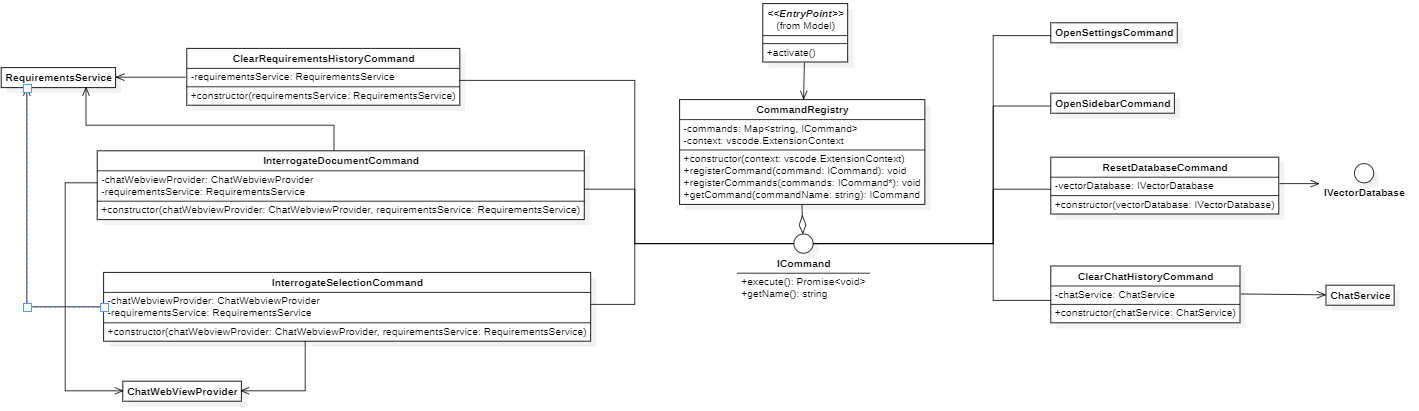 <<EntryPoint>>
(from Model)
+activate()
OpenSettingsCommand
ClearRequirementsHistoryCommand
-requirementsService: RequirementsService
+constructor(requirementsService: RequirementsService)
RequirementsService
OpenSidebarCommand
CommandRegistry
-commands: Map<string, ICommand>
-context: vscode.ExtensionContext
+constructor(context: vscode.ExtensionContext)
+registerCommand(command: ICommand): void
+registerCommands(commands: ICommand*): void
+getCommand(commandName: string): ICommand
InterrogateDocumentCommand
-chatWebviewProvider: ChatWebviewProvider
-requirementsService: RequirementsService
+constructor(chatWebviewProvider: ChatWebviewProvider, requirementsService: RequirementsService)
ResetDatabaseCommand
-vectorDatabase: IVectorDatabase
+constructor(vectorDatabase: IVectorDatabase)
IVectorDatabase
ICommand
+execute(): Promise<void>
+getName(): string
InterrogateSelectionCommand
-chatWebviewProvider: ChatWebviewProvider
-requirementsService: RequirementsService
+constructor(chatWebviewProvider: ChatWebviewProvider, requirementsService: RequirementsService)
ClearChatHistoryCommand
-chatService: ChatService
+constructor(chatService: ChatService)
ChatService
ChatWebViewProvider